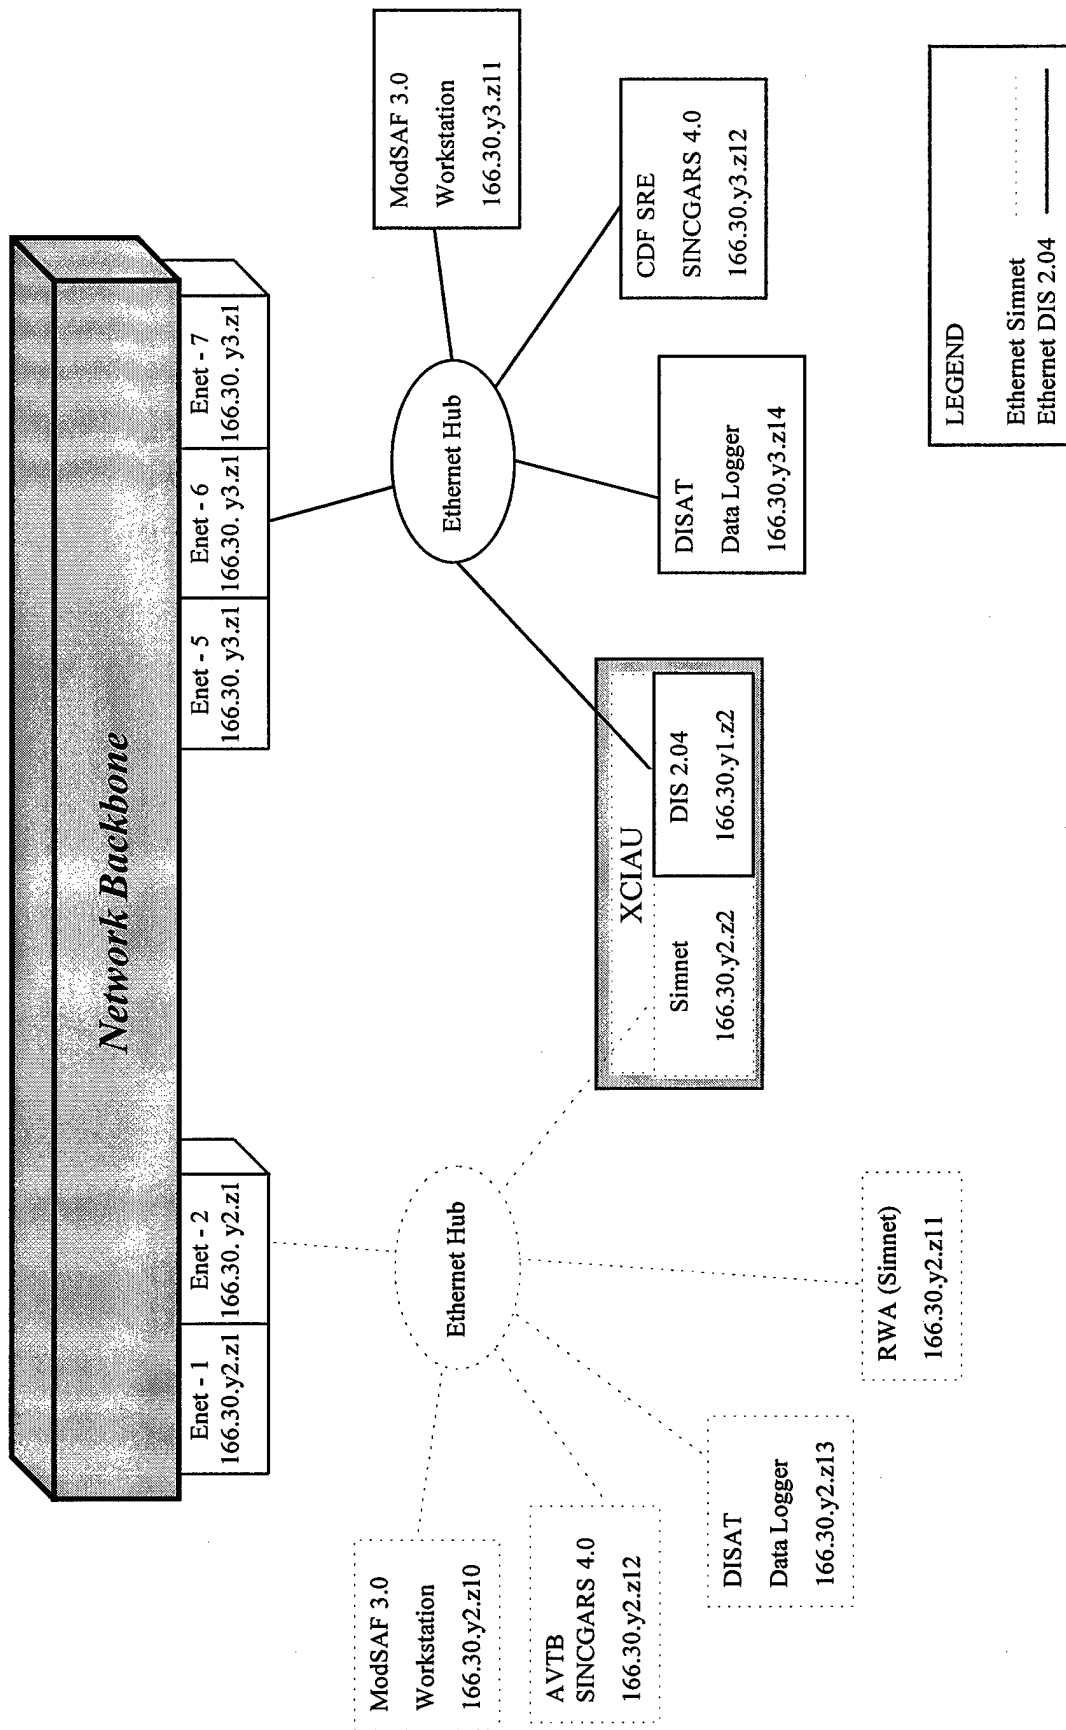 Network Backbone
Enet - 1
166.30.y2.z1
Enet - 2
166.30. y2.z1
Enet - 5
166.30. y3.z1
Enet - 6
166.30. y3.z1
Enet - 7
166.30. y3.z1
Ethernet Hub
Ethernet Hub
ModSAF 3.0
Workstation
166.30.y2.z10
AVTB
SINCGARS 4.0
166.30.y2.z12
DISAT
Data Logger
166.30.y2.z13
RWA (Simnet)
166.30.y2.z11
XCIAU
Simnet
166.30.y2.z2
DIS 2.04
166.30.y1.z2
DISAT
Data Logger
166.30.y3.z14
CDF SRE
SINCGARS 4.0
166.30.y3.z12
ModSAF 3.0
Workstation
166.30.y3.z11
LEGEND
Ethernet Simnet
Ethernet DIS 2.04